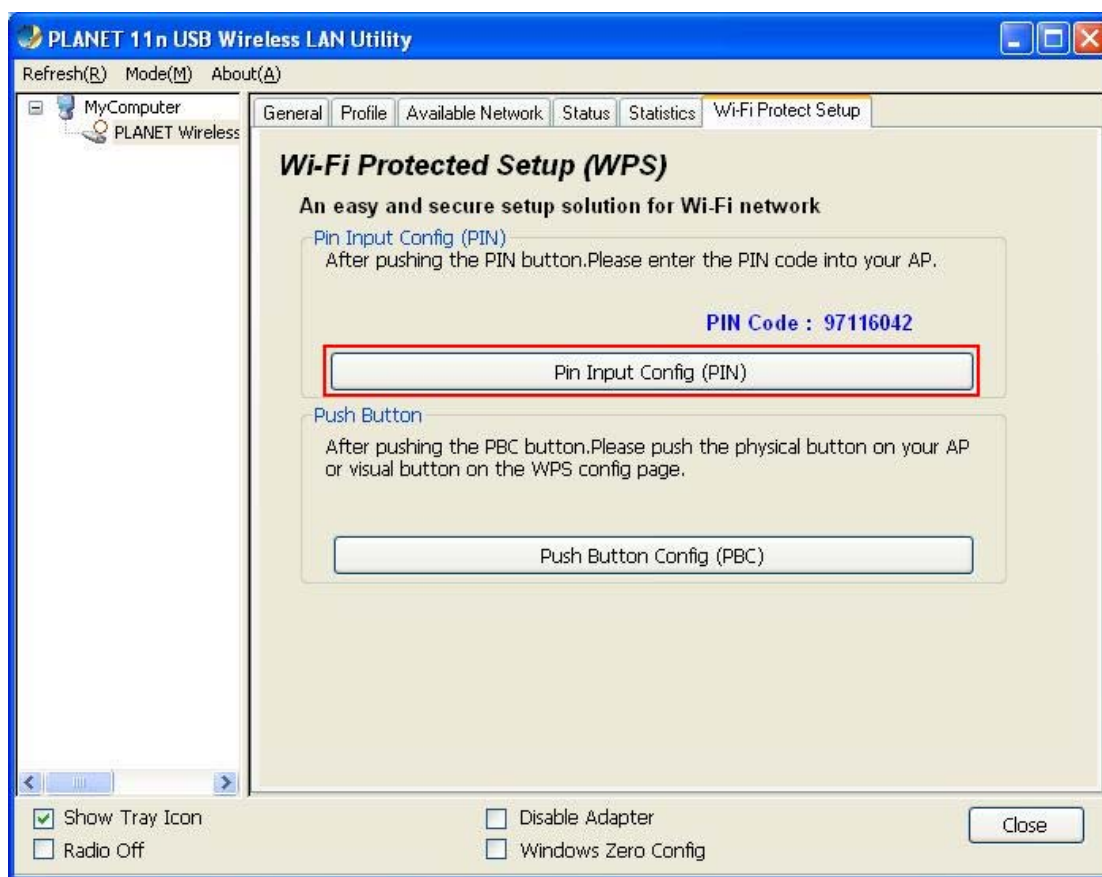 PLANET 11n USB Wireless LAN Utility
Refresh(R) Mode(M) About(A)
MyComputer
PLANET Wireless
General Profile Available Network Status Statistics Wi-Fi Protect Setup
Wi-Fi Protected Setup (WPS)
An easy and secure setup solution for Wi-Fi network
Pin Input Config (PIN)
After pushing the PIN button.Please enter the PIN code into your AP.
PIN Code : 97116042
Pin Input Config (PIN)
Push Button
After pushing the PBC button.Please push the physical button on your AP
or visual button on the WPS config page.
Push Button Config (PBC)
Show Tray Icon
Disable Adapter
Close
Radio Off
Windows Zero Config